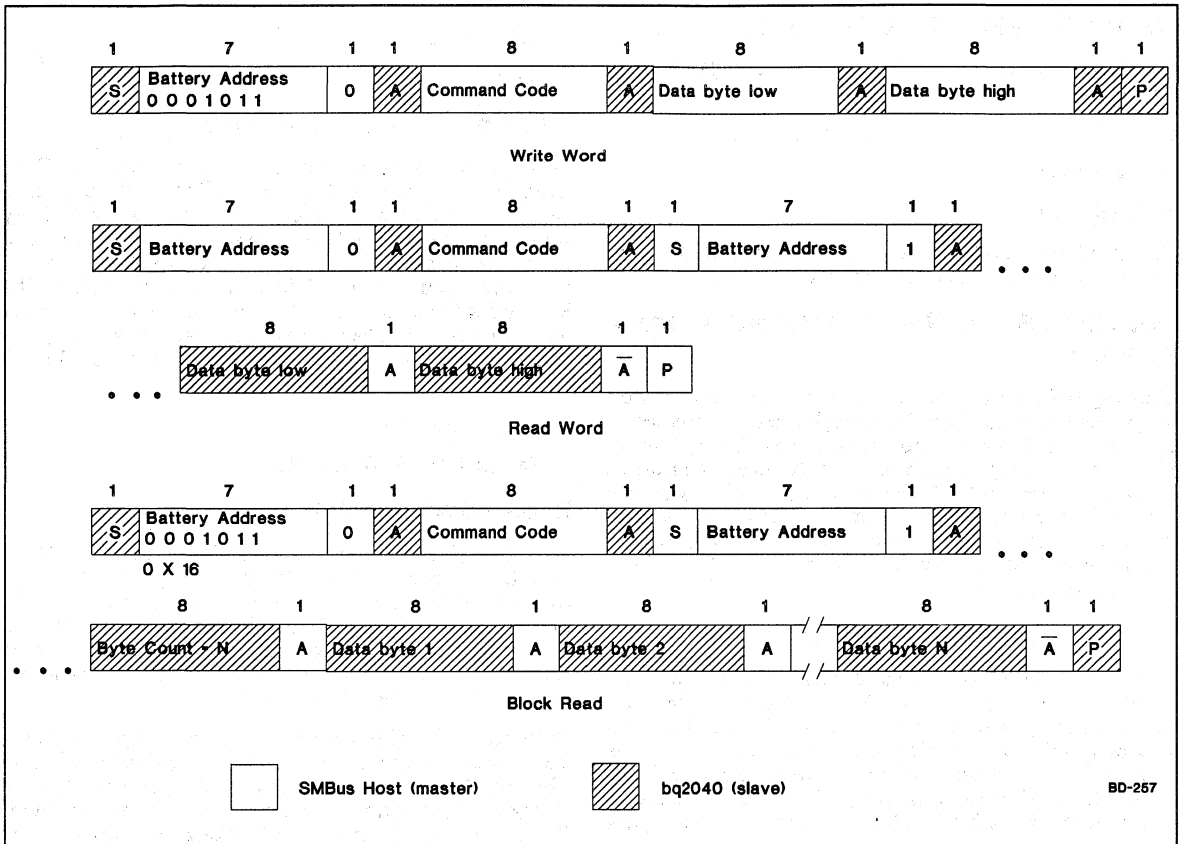 1 7 1 1 8 1 8 1 8 1 1
S Battery Address 0 A Command Code A Data byte low A Data byte high A P
0 0 0 1 0 1 1
Write Word
1 7 1 1 8 1 1 7 1 1
S Battery Address 0 A Command Code A S Battery Address 1 A
• • •
8 1 8 1 1
• • • Data byte low A Data byte high A̅ P
Read Word
1 7 1 1 8 1 1 7 1 1
S Battery Address 0 A Command Code A S Battery Address 1 A
0 0 0 1 0 1 1
• • •
0 X 16
8 1 8 1 8 1 8 1 1
• • • Byte Count - N A Data byte 1 A Data byte 2 A // Data byte N A̅ P
Block Read
SMBus Host (master) bq2040 (slave) BD-257